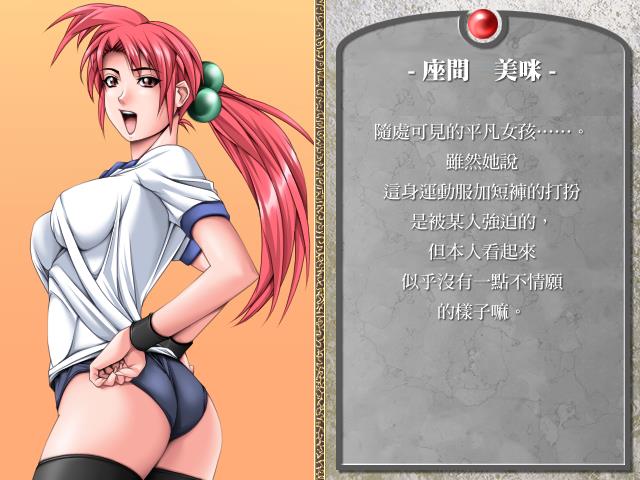 - 座間　美咪 -
隨處可見的平凡女孩⋯⋯。
雖然她說
這身運動服加短褲的打扮
是被某人強迫的，
但本人看起來
似乎沒有一點不情願
的樣子嘛。